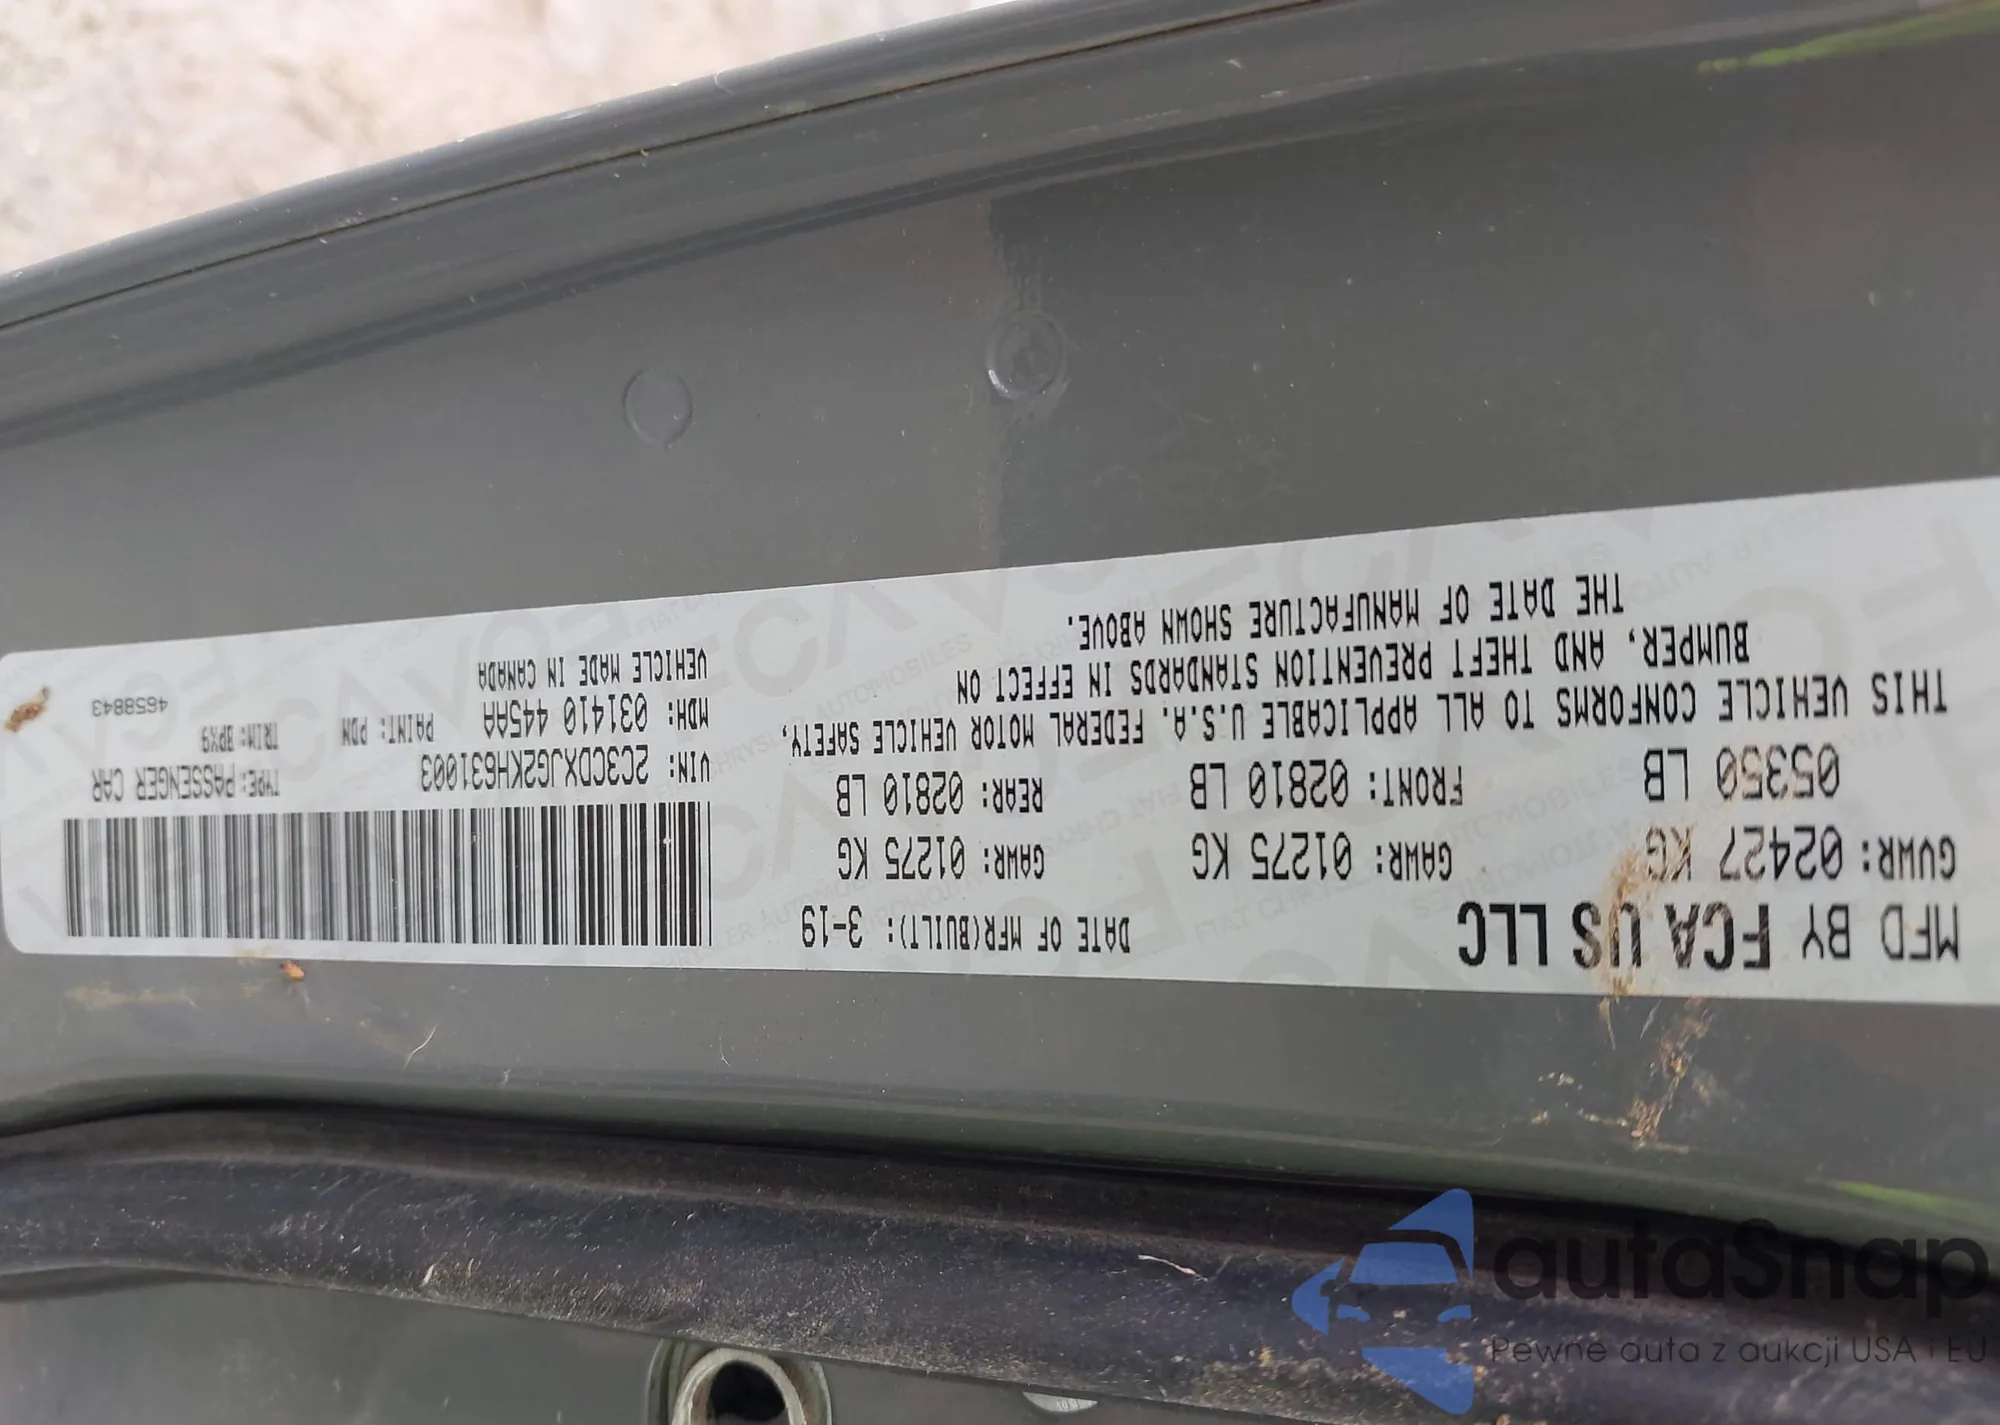 MFD BY FCA US LLC
DATE OF MFR(BUILT): 3-19
GVWR: 02427 KG
GAWR: 01275 KG
GAWR: 01275 KG
05350 LB
FRONT: 02810 LB
REAR: 02810 LB
THIS VEHICLE CONFORMS TO ALL APPLICABLE U.S.A. FEDERAL MOTOR VEHICLE SAFETY,
BUMPER, AND THEFT PREVENTION STANDARDS IN EFFECT ON
THE DATE OF MANUFACTURE SHOWN ABOVE.
VIN: 2C3CDXJG2KH631003
TYPE: PASSENGER CAR
MDH: 031410 445AA
PAINT: PDN
TRIM: BPX9
VEHICLE MADE IN CANADA
4658843
autaSnap
Pewne auta z aukcji USA i EU